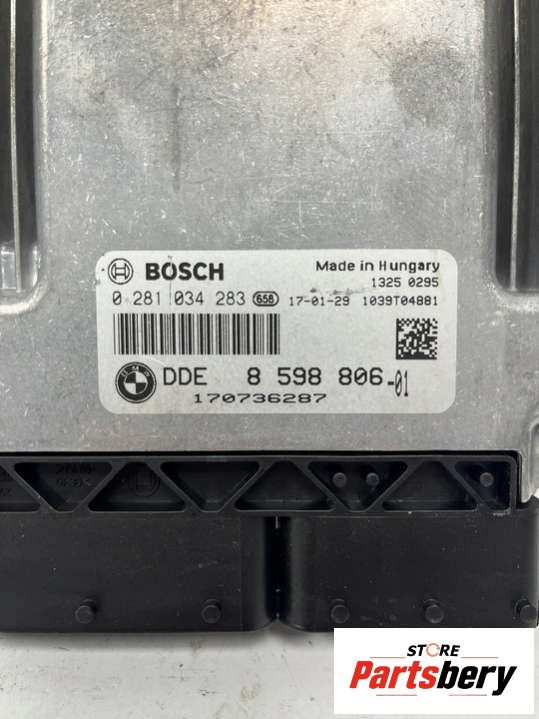 BOSCH
Made in Hungary
1325 0295
0 281 034 283 658 17-01-29 1039T04881
BMW
DDE 8 598 806-01
170736287
STORE
Partsbery